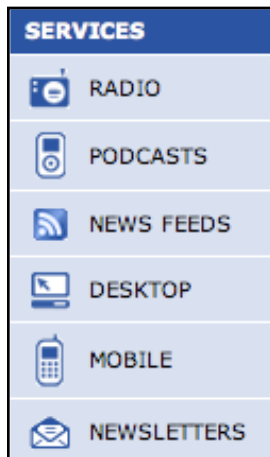 SERVICES
RADIO
PODCASTS
NEWS FEEDS
DESKTOP
MOBILE
NEWSLETTERS